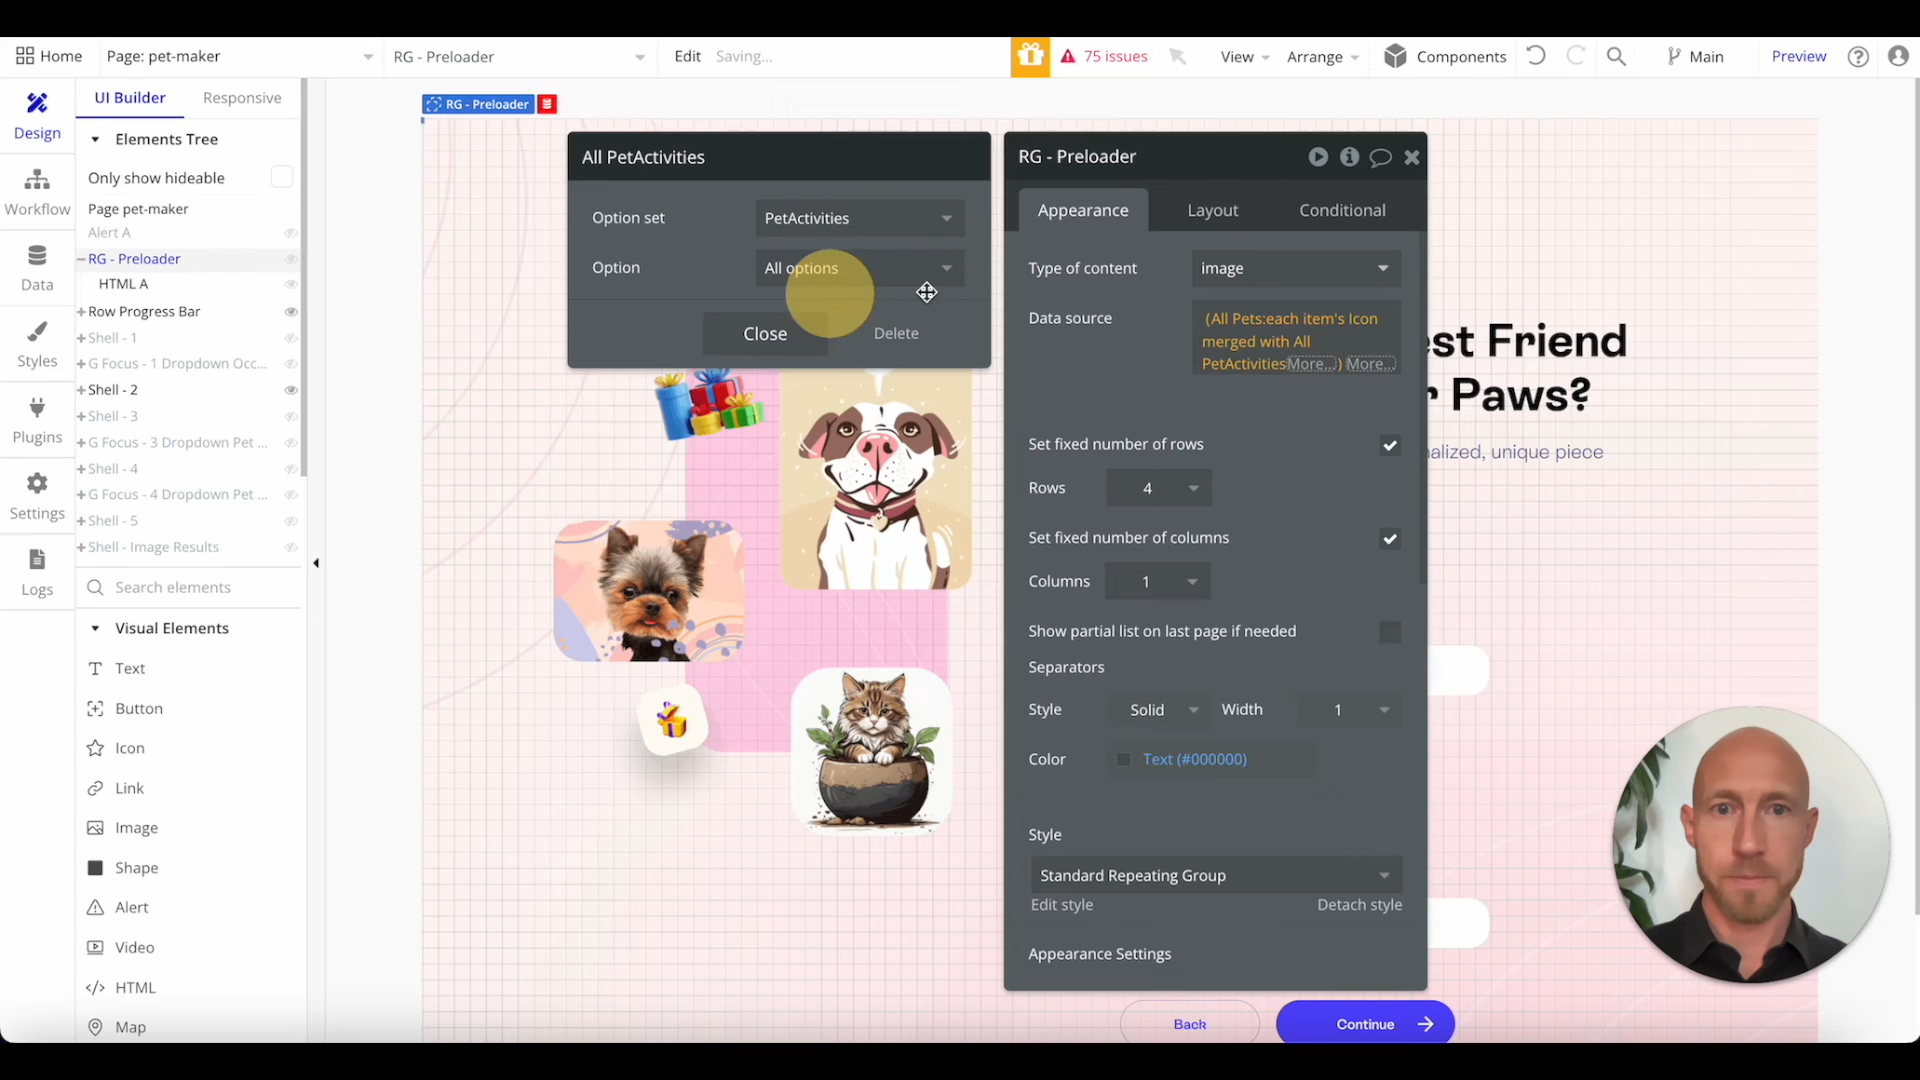 Home
Page: pet-maker
RG - Preloader
Edit
Saving...
75 issues
View
Arrange
Components
Main
Preview
Design
Workflow
Data
Styles
Plugins
Settings
Logs
UI Builder
Responsive
Elements Tree
Only show hideable
Page pet-maker
Alert A
RG - Preloader
HTML A
Row Progress Bar
Shell - 1
G Focus - 1 Dropdown Occ...
Shell - 2
Shell - 3
G Focus - 3 Dropdown Pet ...
Shell - 4
G Focus - 4 Dropdown Pet ...
Shell - 5
Shell - Image Results
Search elements
Visual Elements
Text
Button
Icon
Link
Image
Shape
Alert
Video
HTML
Map
RG - Preloader
All PetActivities
Option set
PetActivities
Option
All options
Close
Delete
RG - Preloader
Appearance
Layout
Conditional
Type of content
image
Data source
(All Pets:each item's Icon
merged with All
PetActivitiesMore...) More...
Set fixed number of rows
Rows
4
Set fixed number of columns
Columns
1
Show partial list on last page if needed
Separators
Style
Solid
Width
1
Color
Text (#000000)
Style
Standard Repeating Group
Edit style
Detach style
Appearance Settings
est Friend
r Paws?
nalized, unique piece
Back
Continue